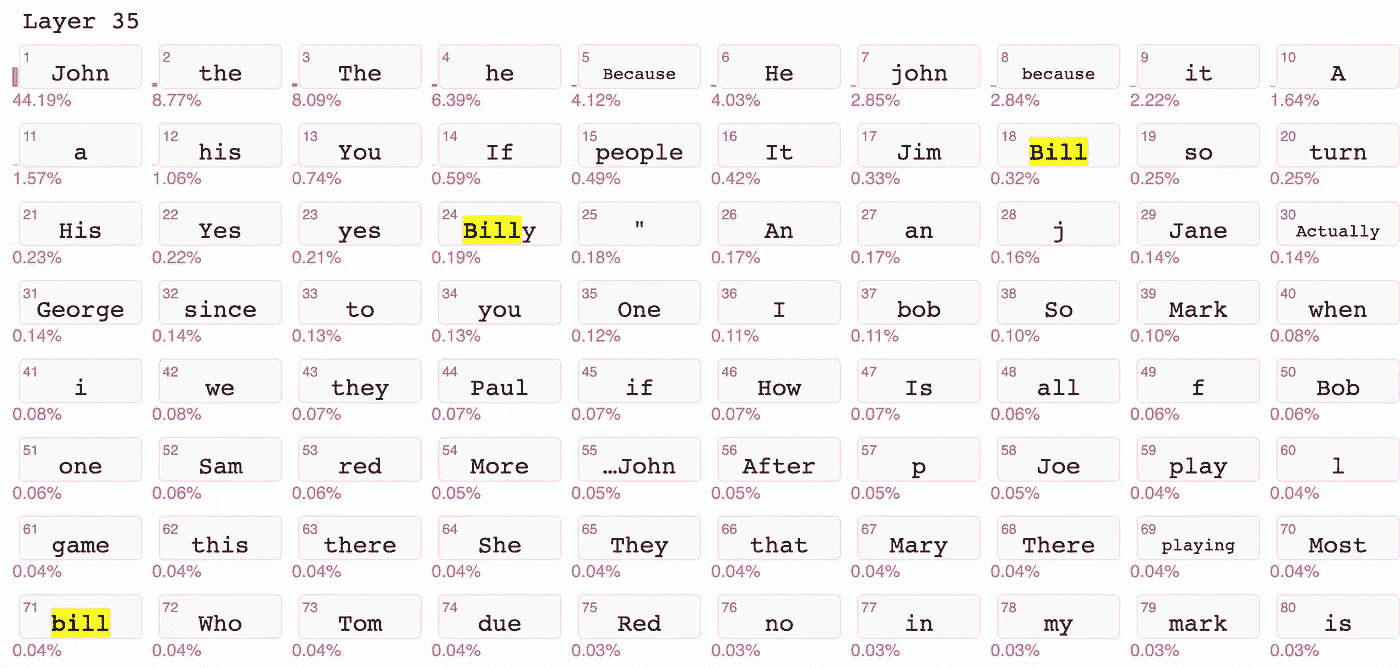 Layer 35
1 2 3 4 5 6 7 8 9 10
John the The he Because He john because it A
44.19% 8.77% 8.09% 6.39% 4.12% 4.03% 2.85% 2.84% 2.22% 1.64%
11 12 13 14 15 16 17 18 19 20
a his You If people It Jim Bill so turn
1.57% 1.06% 0.74% 0.59% 0.49% 0.42% 0.33% 0.32% 0.25% 0.25%
21 22 23 24 25 26 27 28 29 30
His Yes yes Billy " An an j Jane Actually
0.23% 0.22% 0.21% 0.19% 0.18% 0.17% 0.17% 0.16% 0.14% 0.14%
31 32 33 34 35 36 37 38 39 40
George since to you One I bob So Mark when
0.14% 0.14% 0.13% 0.13% 0.12% 0.11% 0.11% 0.10% 0.10% 0.08%
41 42 43 44 45 46 47 48 49 50
i we they Paul if How Is all f Bob
0.08% 0.08% 0.07% 0.07% 0.07% 0.07% 0.07% 0.06% 0.06% 0.06%
51 52 53 54 55 56 57 58 59 60
one Sam red More …John After p Joe play l
0.06% 0.06% 0.06% 0.05% 0.05% 0.05% 0.05% 0.05% 0.04% 0.04%
61 62 63 64 65 66 67 68 69 70
game this there She They that Mary There playing Most
0.04% 0.04% 0.04% 0.04% 0.04% 0.04% 0.04% 0.04% 0.04% 0.04%
71 72 73 74 75 76 77 78 79 80
bill Who Tom due Red no in my mark is
0.04% 0.04% 0.04% 0.04% 0.03% 0.03% 0.03% 0.03% 0.03% 0.03%